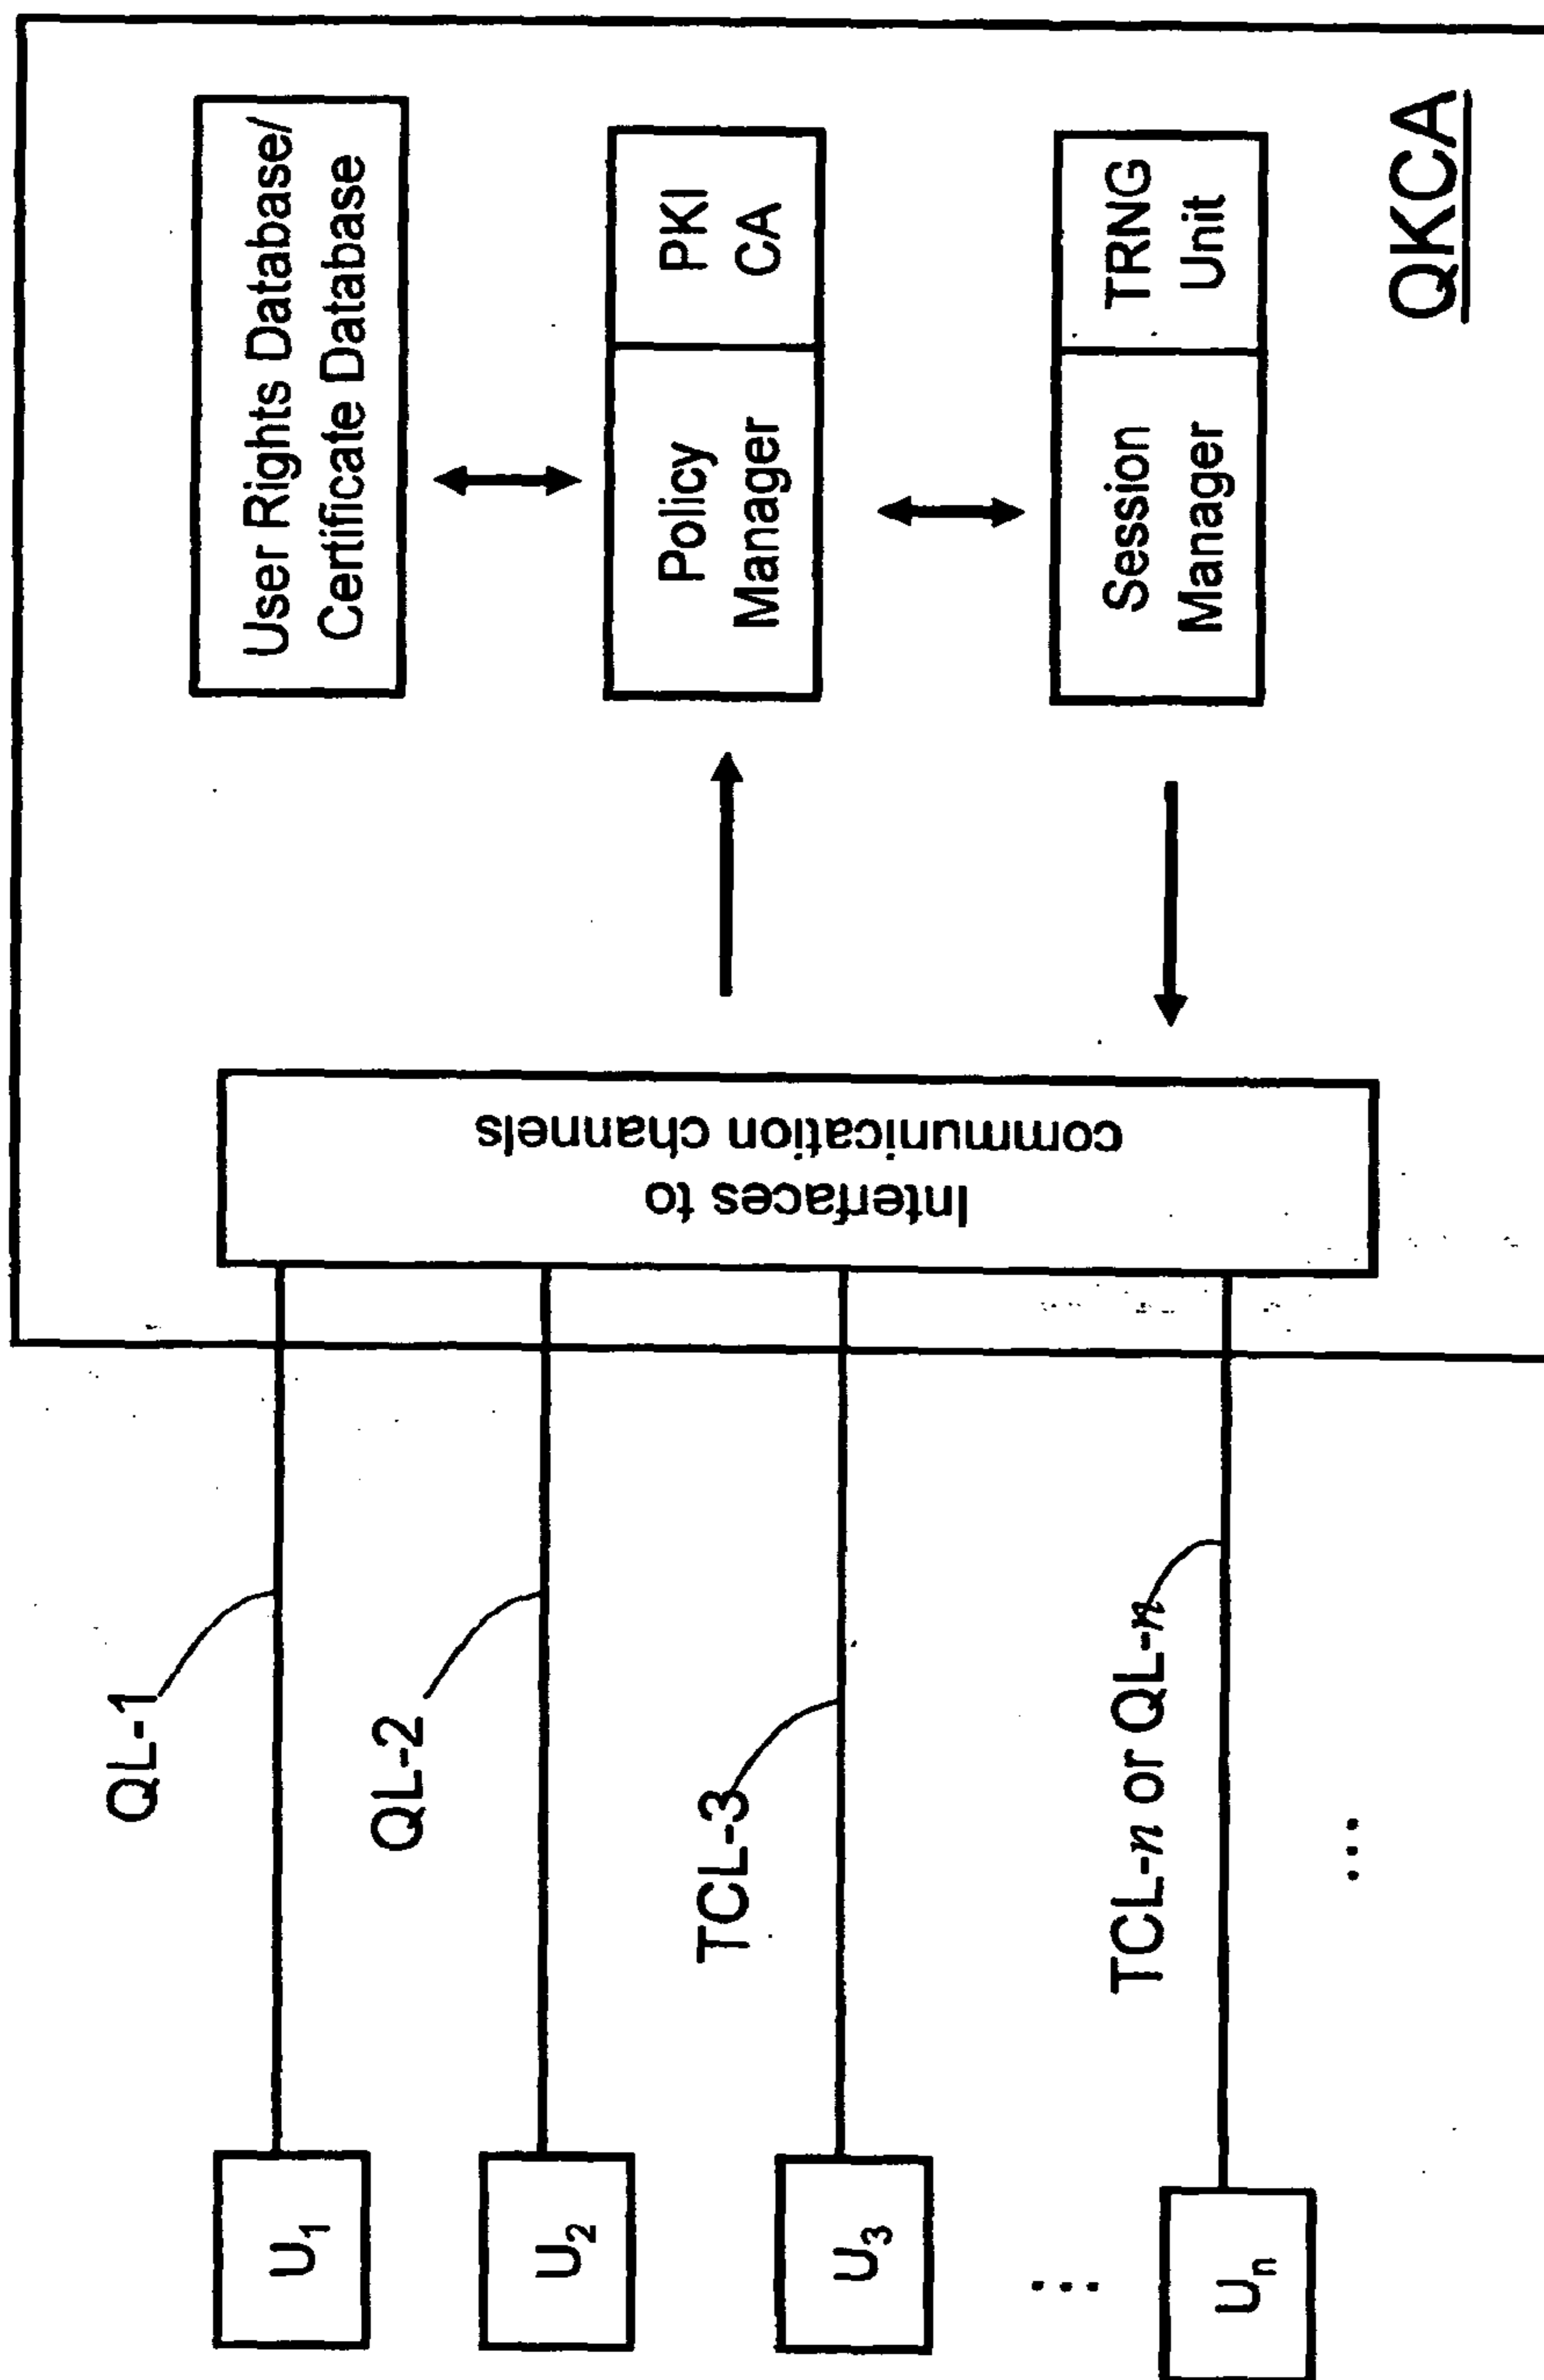 U1
U2
U3
...
Un
QL-1
QL-2
TCL-3
TCL-n or QL-n
...
Interfaces to
communication channels
User Rights Database/
Certificate Database
Policy
Manager
PKI
CA
Session
Manager
TRNG
Unit
QKCA